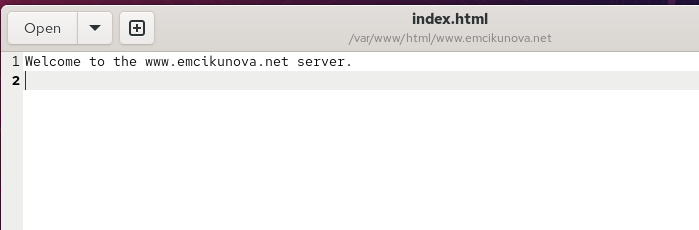 Open
index.html
/var/www/html/www.emcikunova.net
1 Welcome to the www.emcikunova.net server.
2